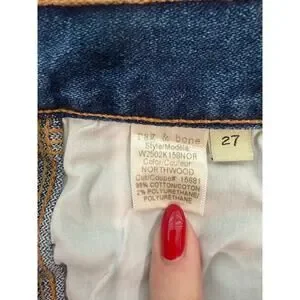 rag & bone
Style/Modele:
W2502K158NOR
Color/Couleur
NORTHWOOD
Cut/Coupe#: 15681
98% COTTON/COTON
2% POLYURETHANE/
POLYURETHANE
27